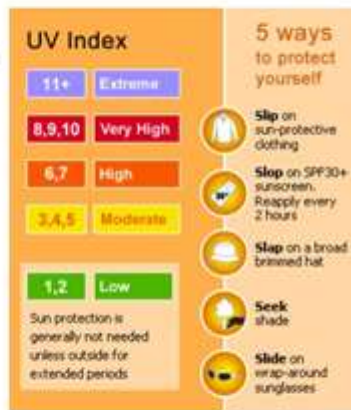 UV Index
11+ Extreme
8,9,10 Very High
6,7 High
3,4,5 Moderate
1,2 Low
Sun protection is
generally not needed
unless outside for
extended periods
5 ways
to protect
yourself
Slip on
sun-protective
clothing
Slop on SPF30+
sunscreen.
Reapply every
2 hours
Slap on a broad
brimmed hat
Seek
shade
Slide on
wrap-around
sunglasses